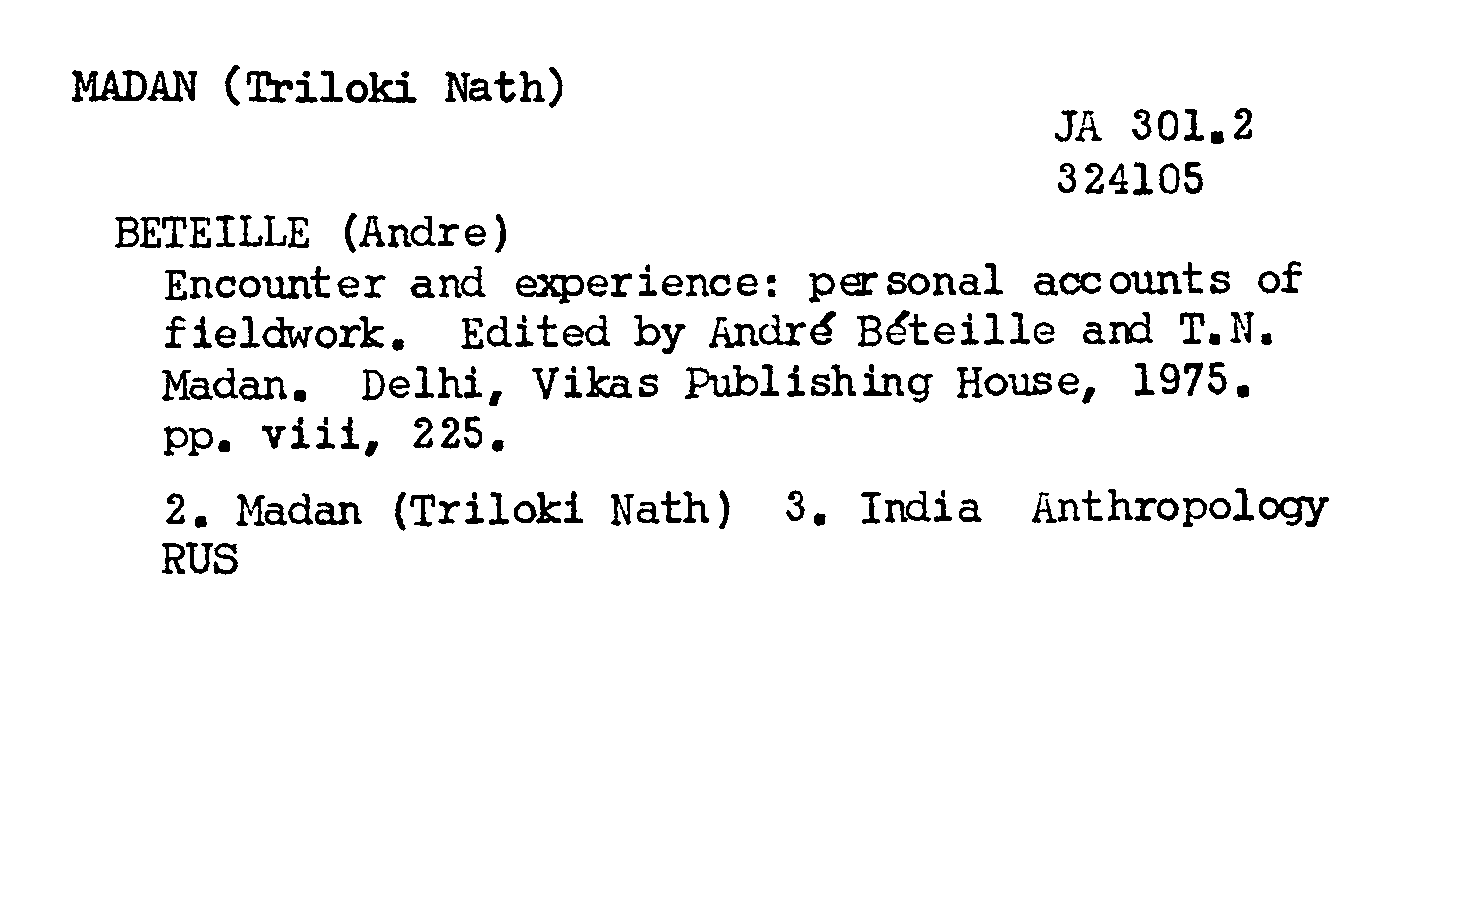 MADAN (Triloki Nath)
JA 301.2
324105
BETEILLE (Andre)
Encounter and experience: personal accounts of
fieldwork. Edited by André Béteille and T.N.
Madan. Delhi, Vikas Publishing House, 1975.
pp. viii, 225.
2. Madan (Triloki Nath) 3. India Anthropology
RUS